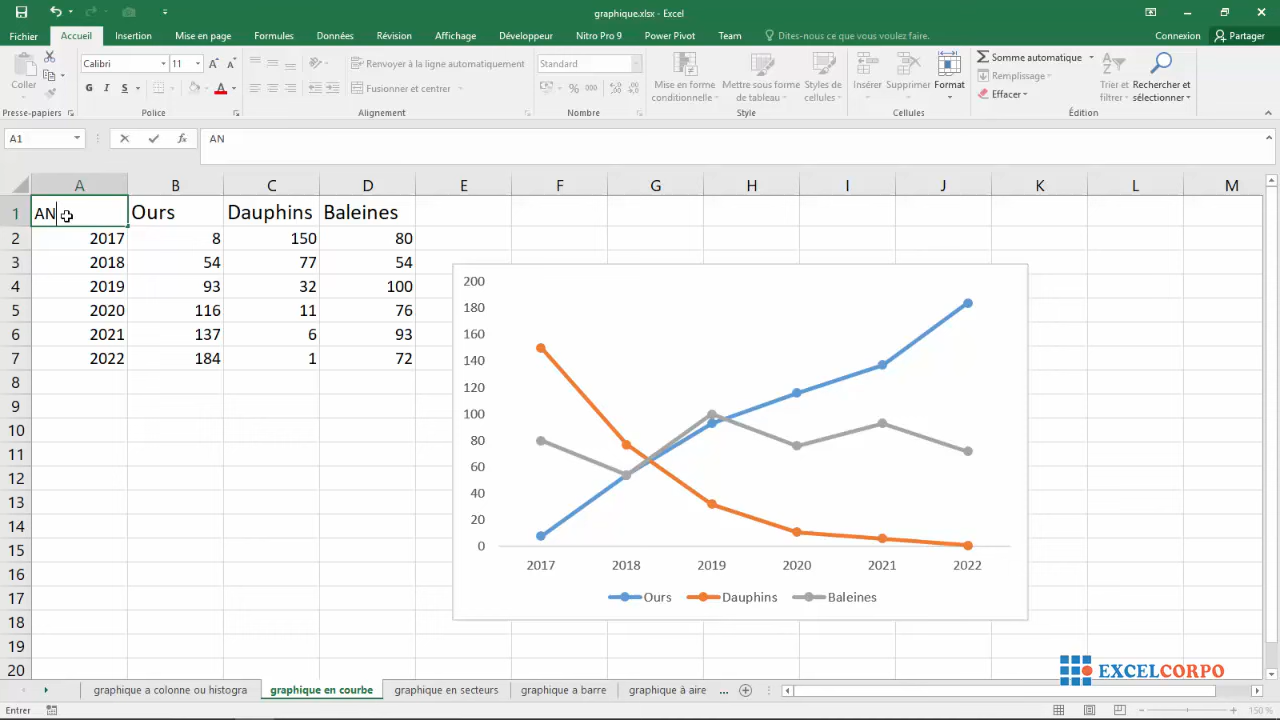 graphique.xlsx - Excel
Fichier Accueil Insertion Mise en page Formules Données Révision Affichage Développeur Nitro Pro 9 Power Pivot Team Dites-nous ce que vous voulez faire. Connexion Partager
Coller
Calibri 11
G I S A
Renvoyer à la ligne automatiquement
Fusionner et centrer
Standard
% 000
Mise en forme conditionnelle
Mettre sous forme de tableau
Styles de cellules
Insérer Supprimer Format
Somme automatique
Remplissage
Effacer
Trier et filtrer
Rechercher et sélectionner
Presse-papiers Police Alignement Nombre Style Cellules Édition
A1 fx AN
A B C D E F G H I J K L M
1 AN Ours Dauphins Baleines
2 2017 8 150 80
3 2018 54 77 54
4 2019 93 32 100
5 2020 116 11 76
6 2021 137 6 93
7 2022 184 1 72
8
9
10
11
12
13
14
15
16
17
18
19
20
200
180
160
140
120
100
80
60
40
20
0
2017 2018 2019 2020 2021 2022
Ours Dauphins Baleines
EXCELCORPO
graphique a colonne ou histogra graphique en courbe graphique en secteurs graphique a barre graphique à aire ...
Entrer 150 %